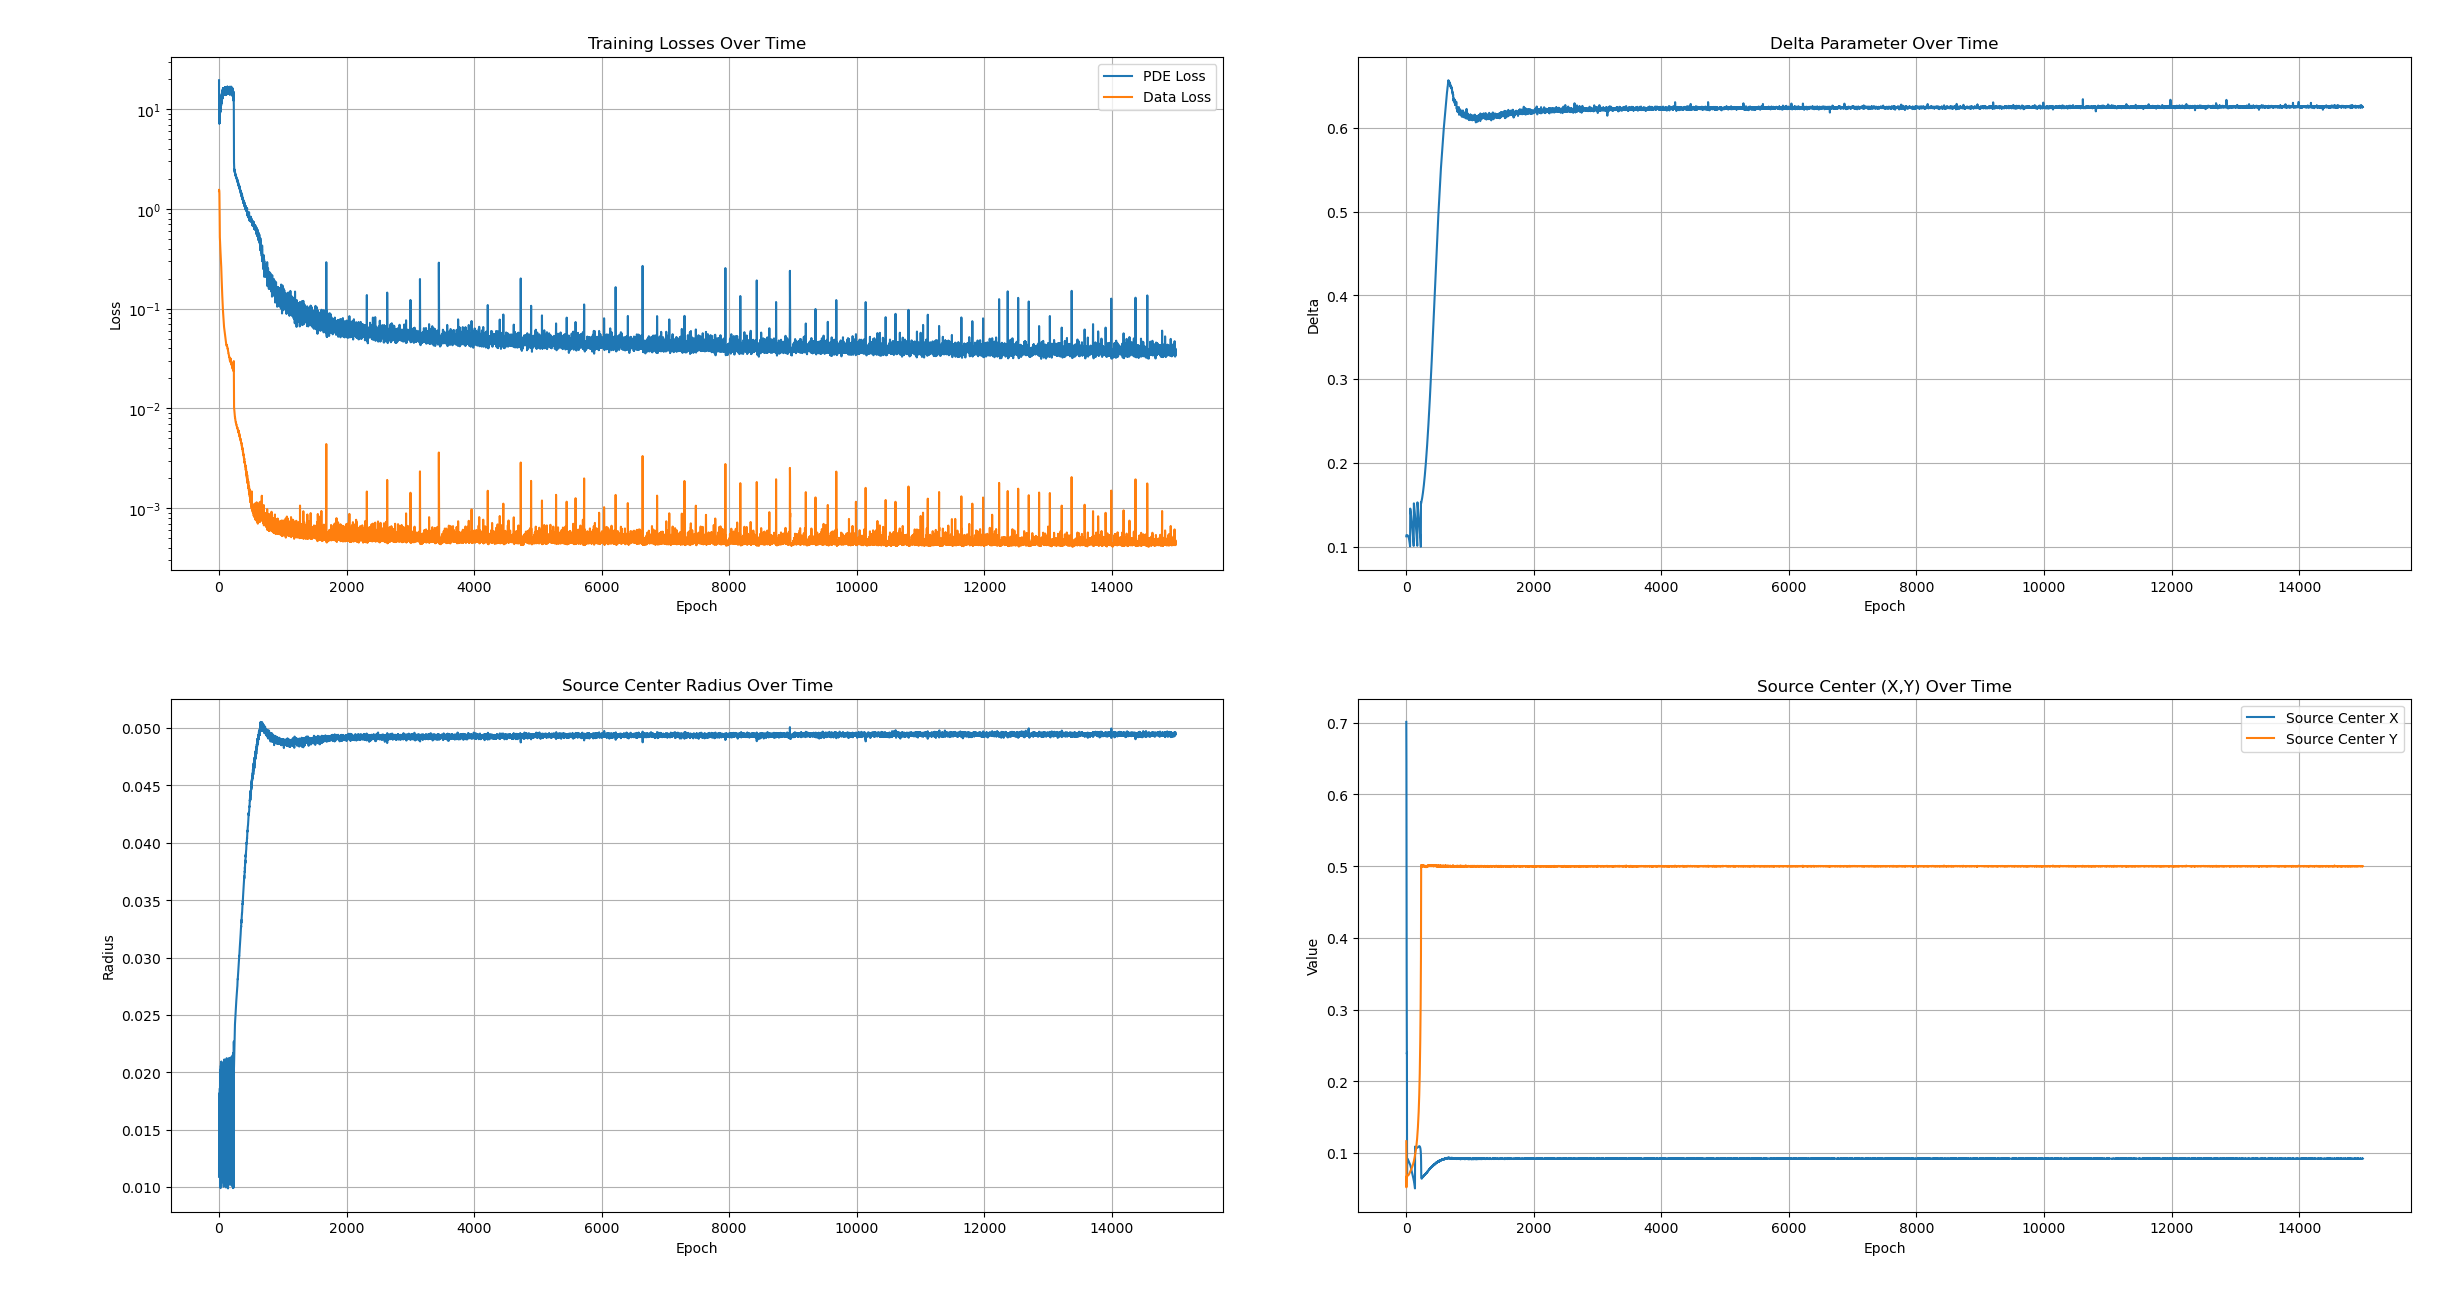 Training Losses Over Time
PDE Loss
Data Loss
10¹
10⁰
10⁻¹
10⁻²
10⁻³
Loss
0 2000 4000 6000 8000 10000 12000 14000
Epoch
Delta Parameter Over Time
0.6
0.5
0.4
0.3
0.2
0.1
Delta
0 2000 4000 6000 8000 10000 12000 14000
Epoch
Source Center Radius Over Time
0.050
0.045
0.040
0.035
0.030
0.025
0.020
0.015
0.010
Radius
0 2000 4000 6000 8000 10000 12000 14000
Epoch
Source Center (X,Y) Over Time
Source Center X
Source Center Y
0.7
0.6
0.5
0.4
0.3
0.2
0.1
Value
0 2000 4000 6000 8000 10000 12000 14000
Epoch